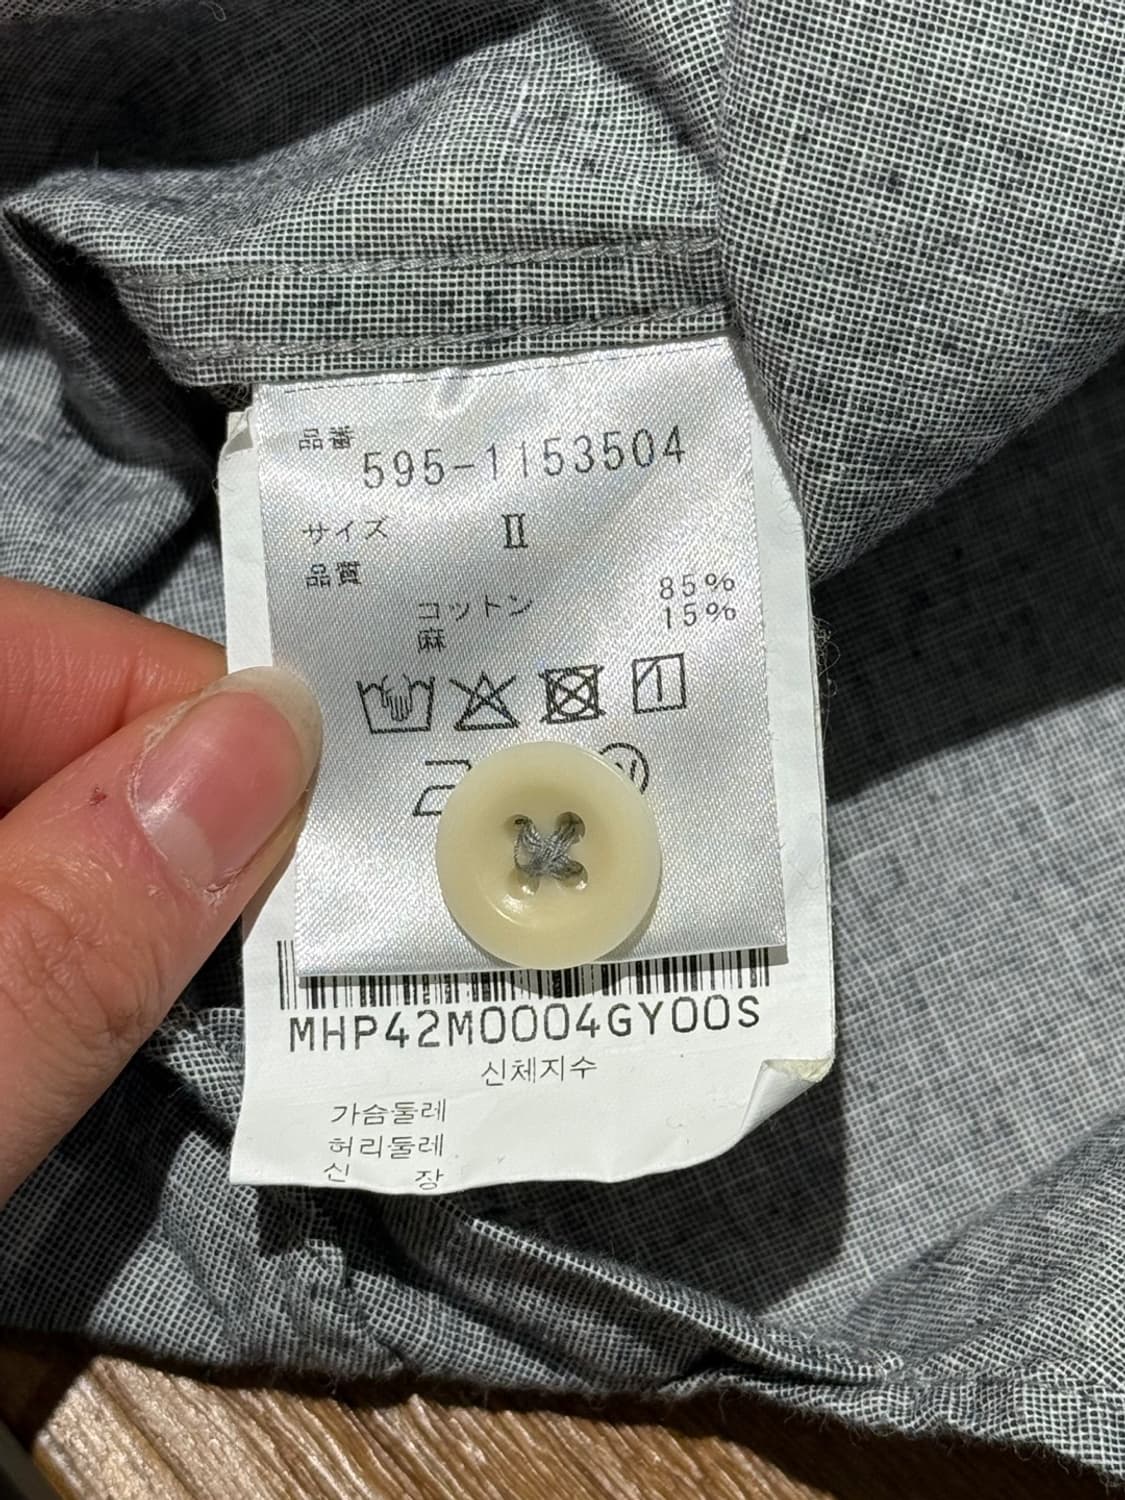 品番 595-1153504
サイズ II
品質
コットン 85%
麻 15%
MHP42M0004GY00S
신체지수
가슴둘레
허리둘레
신 장